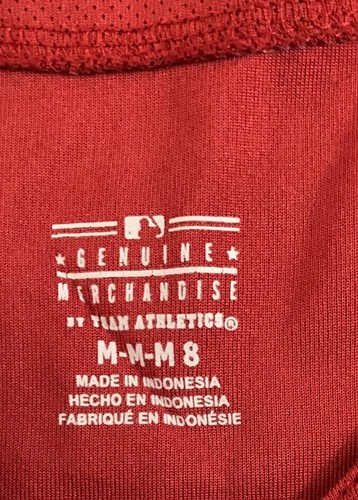 GENUINE
MERCHANDISE
BY TEAM ATHLETICS®
M-M-M 8
MADE IN INDONESIA
HECHO EN INDONESIA
FABRIQUÉ EN INDONÉSIE